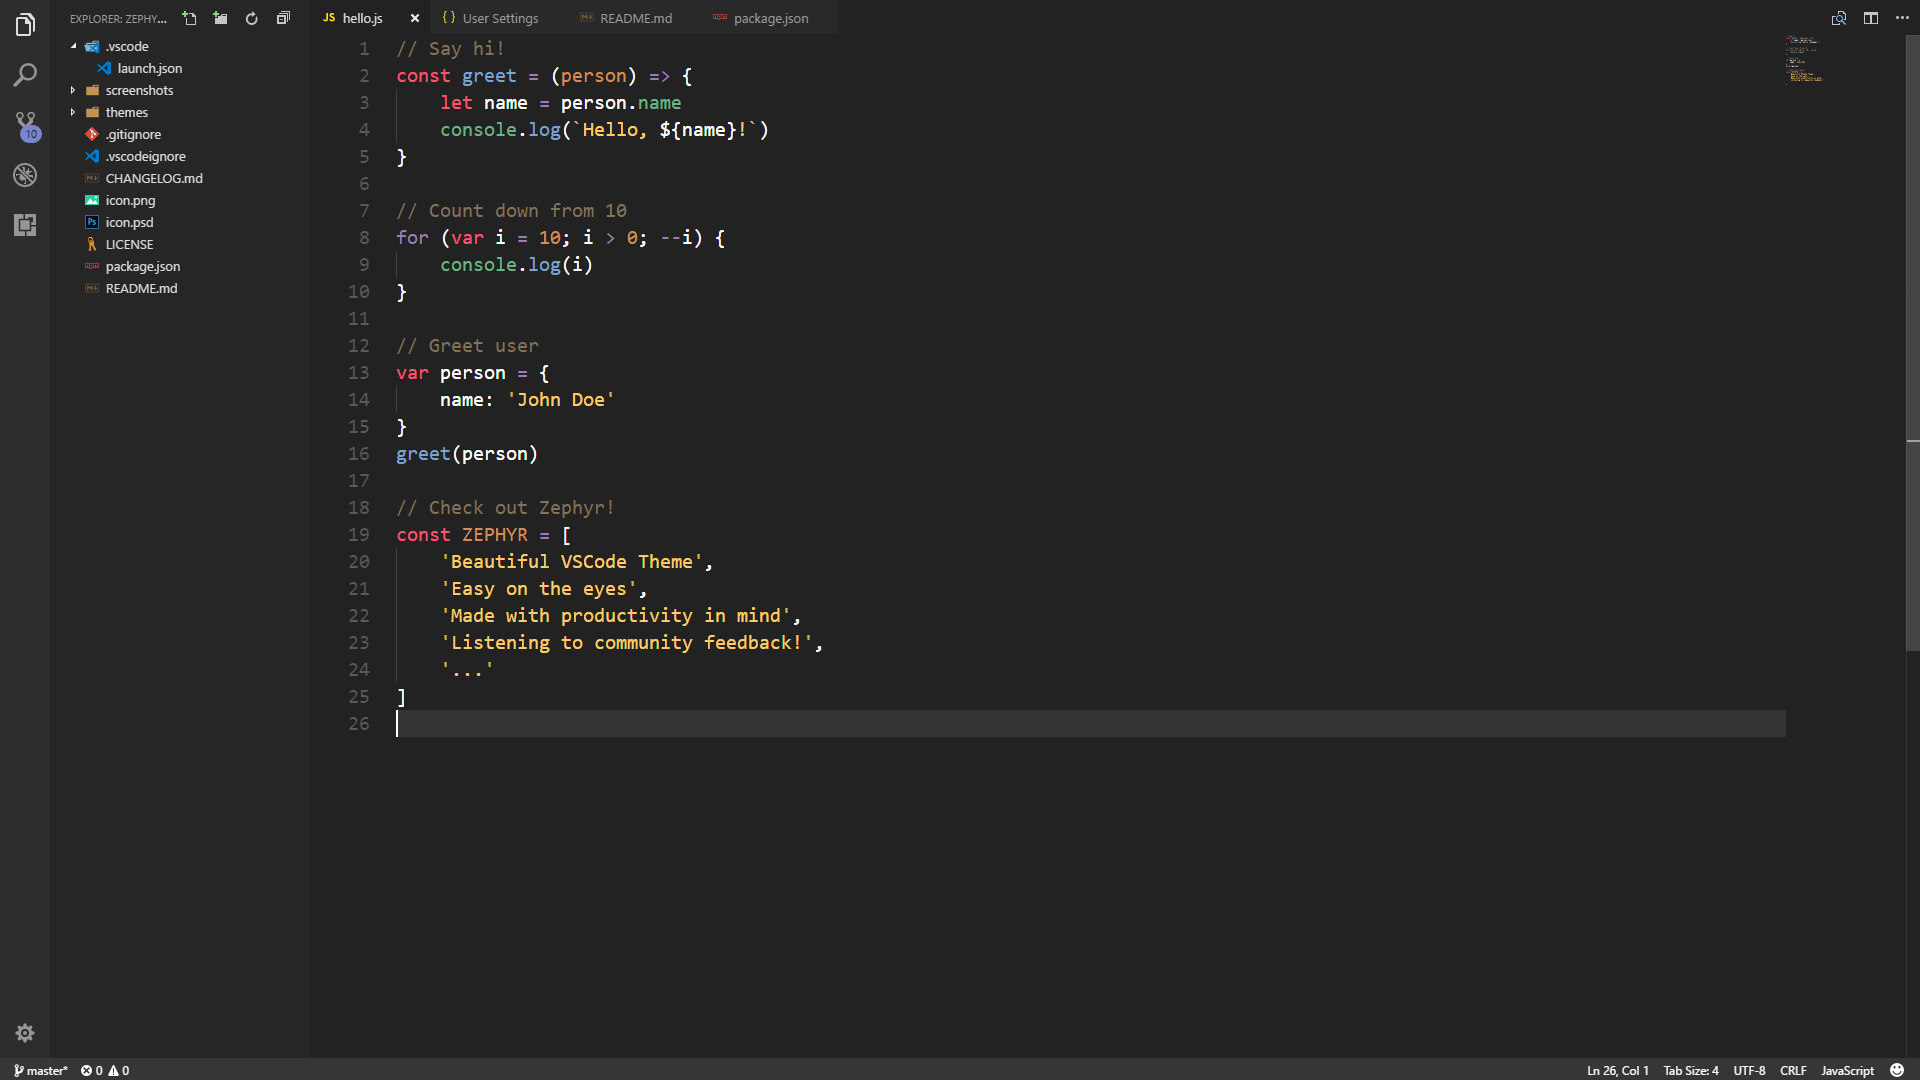 EXPLORER: ZEPHY...
.vscode
launch.json
screenshots
themes
.gitignore
.vscodeignore
CHANGELOG.md
icon.png
Ps icon.psd
LICENSE
package.json
README.md
10
JS hello.js
{ } User Settings
README.md
package.json
1 // Say hi!
2 const greet = (person) => {
3 let name = person.name
4 console.log(`Hello, ${name}!`)
5 }
6
7 // Count down from 10
8 for (var i = 10; i > 0; --i) {
9 console.log(i)
10 }
11
12 // Greet user
13 var person = {
14 name: 'John Doe'
15 }
16 greet(person)
17
18 // Check out Zephyr!
19 const ZEPHYR = [
20 'Beautiful VSCode Theme',
21 'Easy on the eyes',
22 'Made with productivity in mind',
23 'Listening to community feedback!',
24 '...'
25 ]
26
master* 0 0
Ln 26, Col 1 Tab Size: 4 UTF-8 CRLF JavaScript